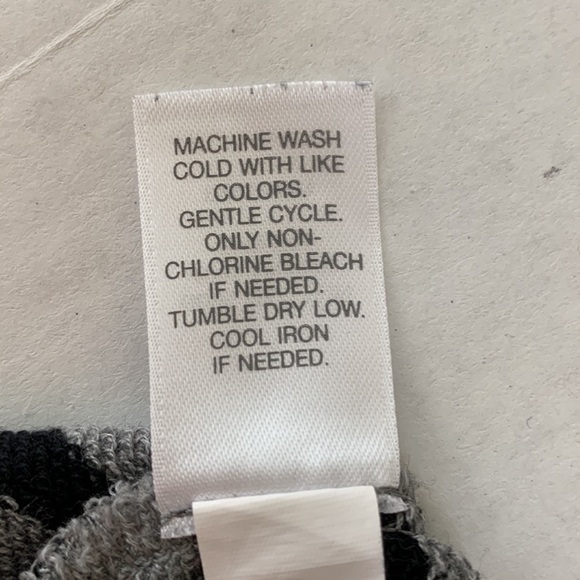 MACHINE WASH
COLD WITH LIKE
COLORS.
GENTLE CYCLE.
ONLY NON-
CHLORINE BLEACH
IF NEEDED.
TUMBLE DRY LOW.
COOL IRON
IF NEEDED.